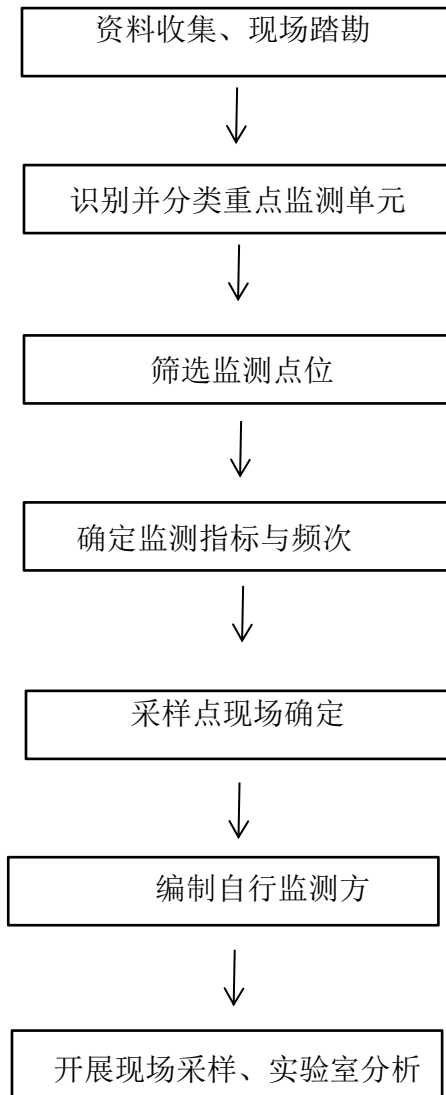 资料收集、现场踏勘
识别并分类重点监测单元
筛选监测点位
确定监测指标与频次
采样点现场确定
编制自行监测方
开展现场采样、实验室分析